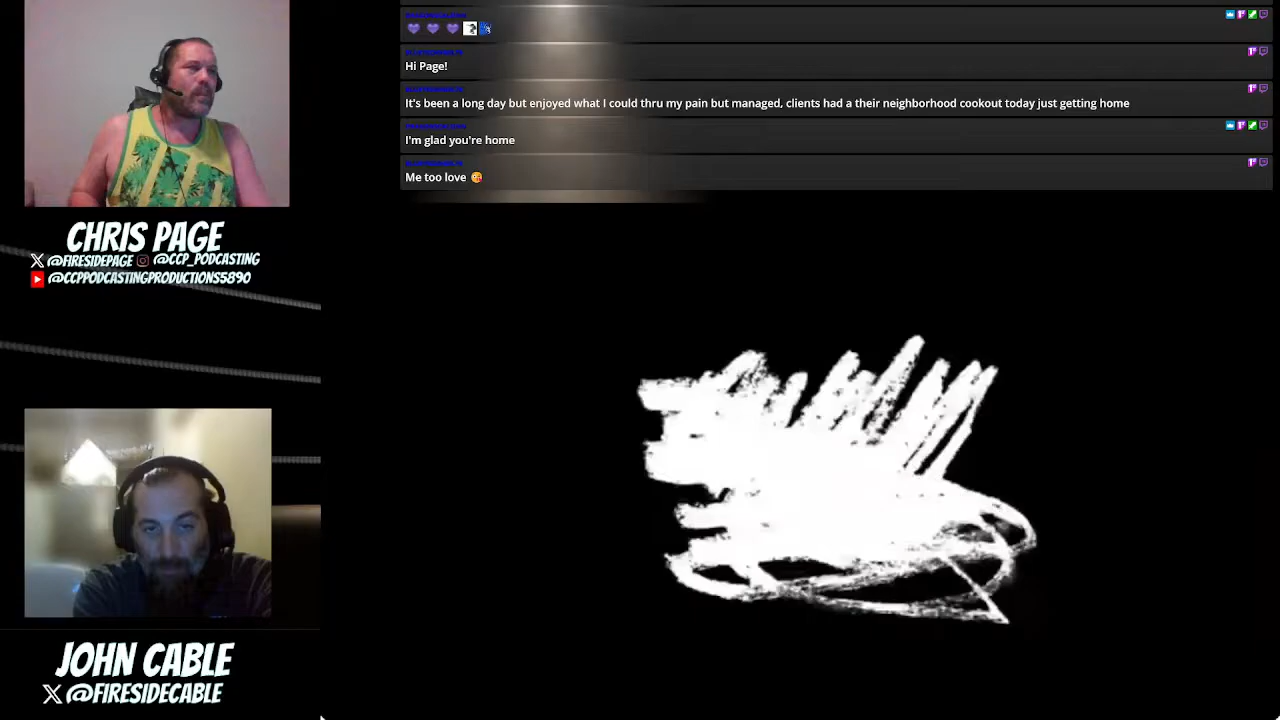 Hi Page!
It's been a long day but enjoyed what I could thru my pain but managed, clients had a their neighborhood cookout today just getting home
I'm glad you're home
Me too love 😘
CHRIS PAGE
@FIRESIDEPAGE @CCP_PODCASTING
@CCPPODCASTINGPRODUCTIONS5890
JOHN CABLE
@FIRESIDECABLE